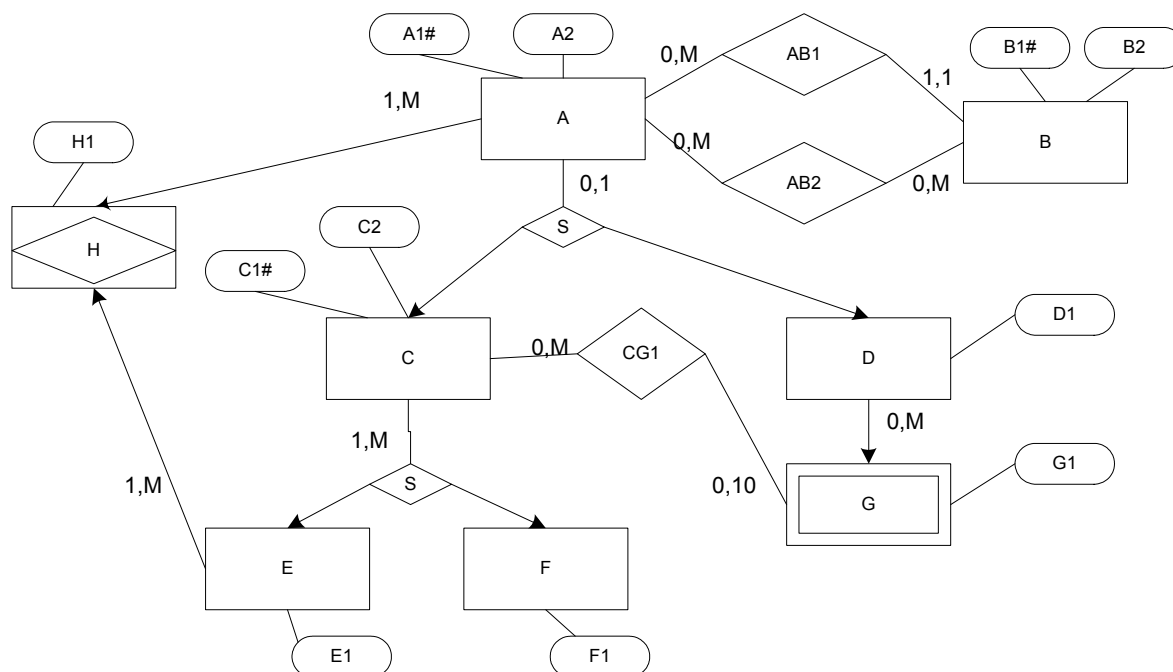 A1#
A2
B1#
B2
AB1
0,M
1,1
1,M
A
B
H1
0,M
AB2
0,M
0,1
H
S
C2
C1#
D1
0,M
CG1
C
D
0,M
1,M
G1
1,M
S
0,10
G
E
F
E1
F1